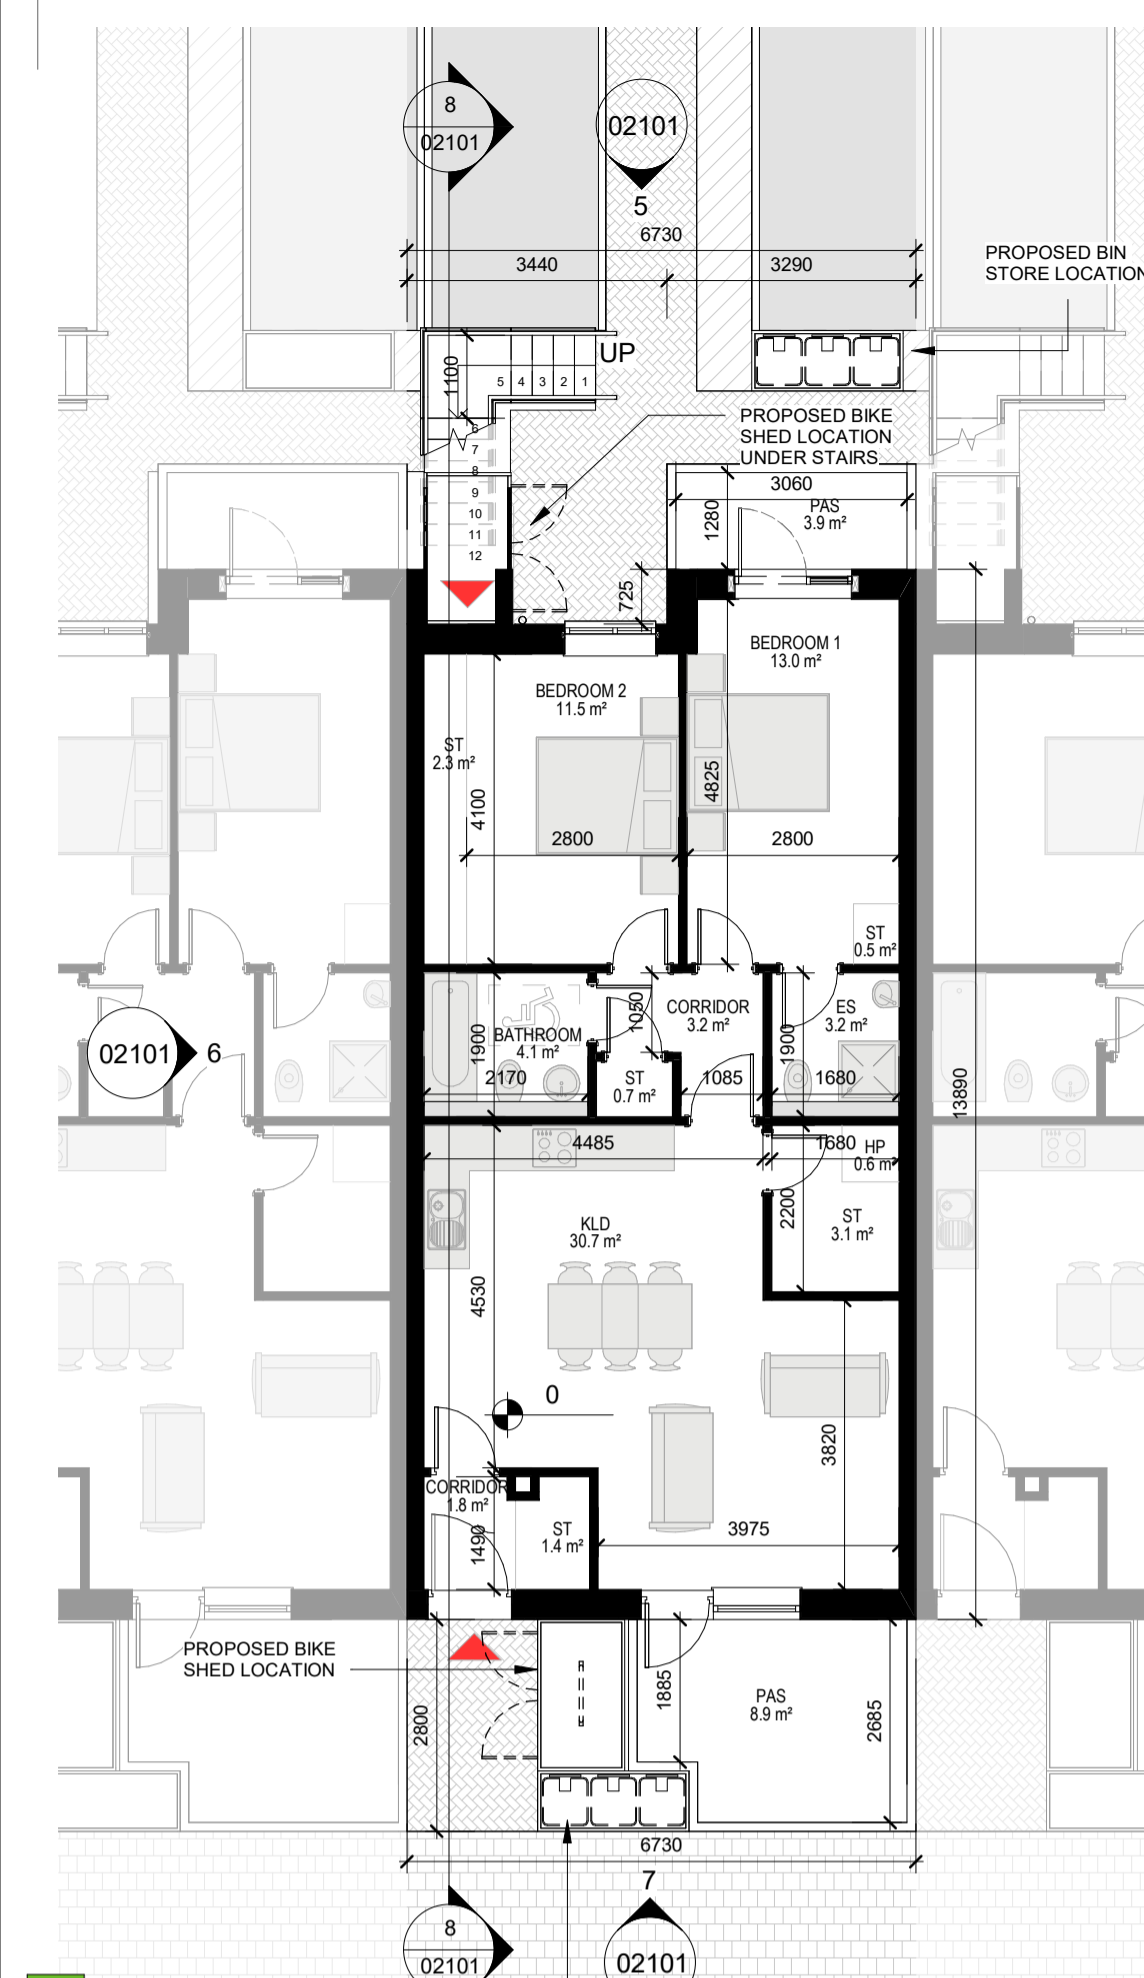 8
02101
02101
5
6730
3440
3290
PROPOSED BIN
STORE LOCATION
1100
UP
5 4 3 2 1
6
7
8
9
10
11
12
PROPOSED BIKE
SHED LOCATION
UNDER STAIRS
3060
PAS
3.9 m²
1280
725
BEDROOM 1
13.0 m²
BEDROOM 2
11.5 m²
ST
2.3 m²
4100
4825
2800
2800
ST
0.5 m²
CORRIDOR
3.2 m²
1050
ES
3.2 m²
BATHROOM
4.1 m²
1900
1900
2170
ST
0.7 m²
1085
1680
02101
6
13890
4485
1680
HP
0.6 m²
2200
ST
3.1 m²
KLD
30.7 m²
4530
0
3820
CORRIDOR
1.8 m²
1490
ST
1.4 m²
3975
PROPOSED BIKE
SHED LOCATION
2800
1885
PAS
8.9 m²
2685
6730
7
8
02101
02101